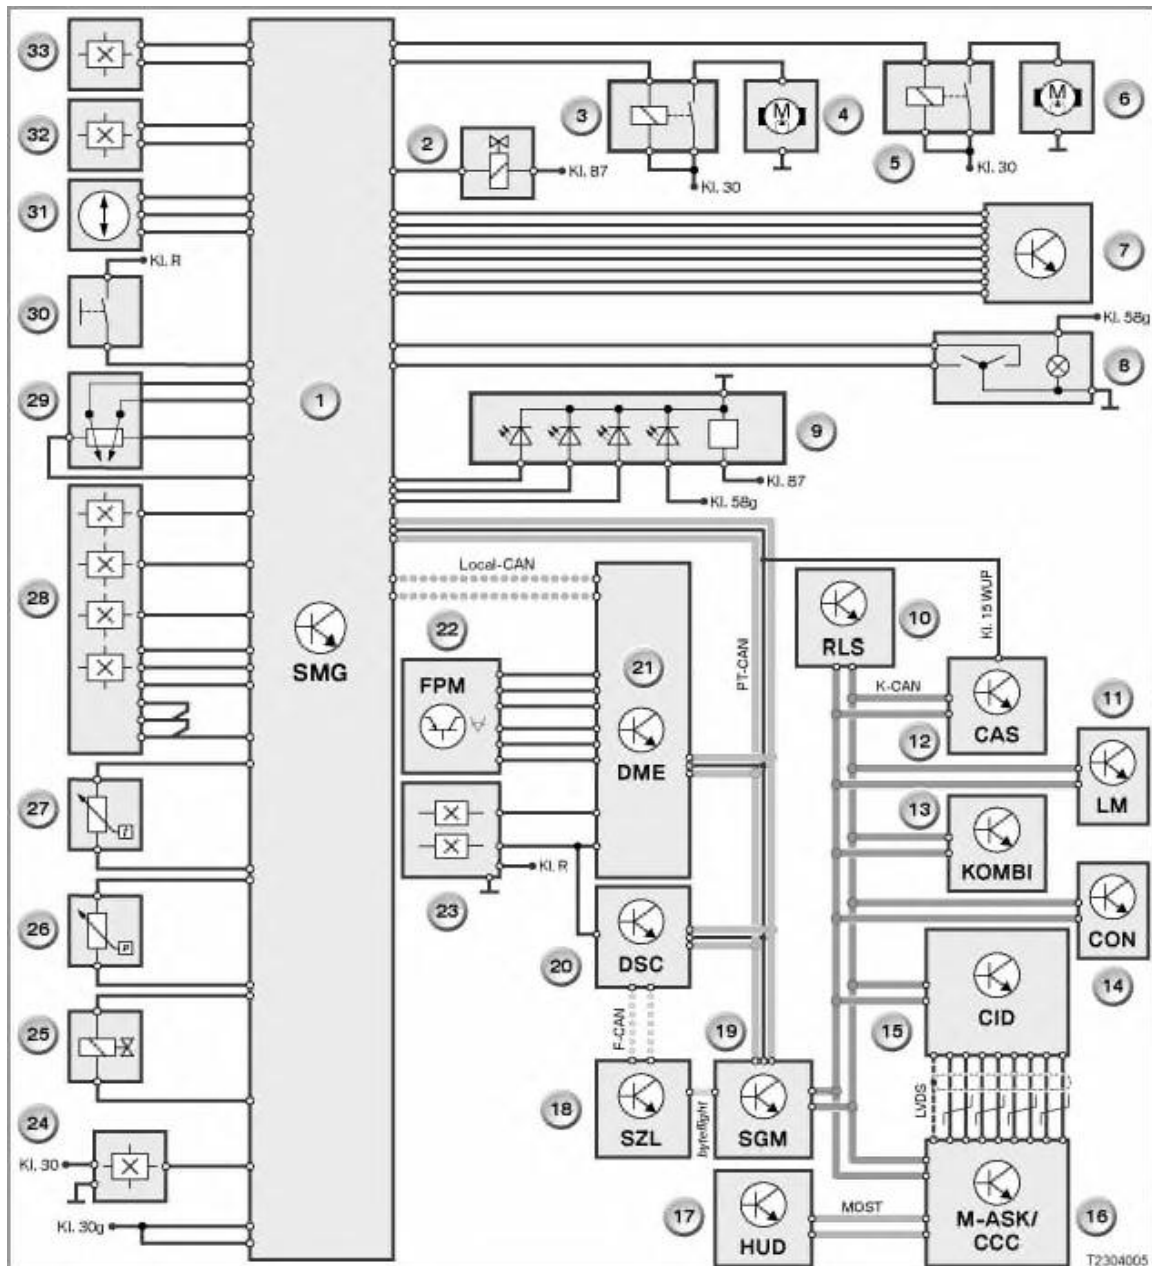 33
32
31
Kl. R
30
29
28
27
26
25
24
Kl. 30
Kl. 30g
1
SMG
2
Kl. 87
3
Kl. 30
M
4
5
Kl. 30
M
6
7
Kl. 58g
8
9
Kl. 87
Kl. 58g
Local-CAN
22
FPM
21
DME
PT-CAN
Kl. 15 WUP
RLS
10
K-CAN
CAS
12
11
LM
13
KOMBI
23
Kl. R
CON
14
20
DSC
CID
15
F-CAN
19
LVDS
18
SZL
byteflight
SGM
17
HUD
MOST
M-ASK/
CCC
16
T2304005